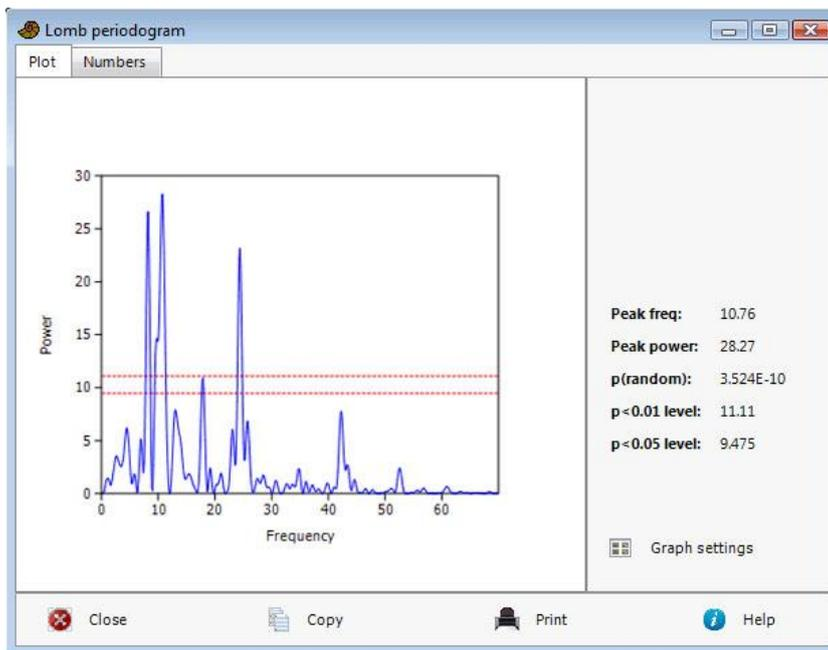 Lomb periodogram
Plot Numbers
30
25
20
15
10
5
0
Power
0 10 20 30 40 50 60
Frequency
Peak freq: 10.76
Peak power: 28.27
p(random): 3.524E-10
p<0.01 level: 11.11
p<0.05 level: 9.475
Graph settings
Close Copy Print Help